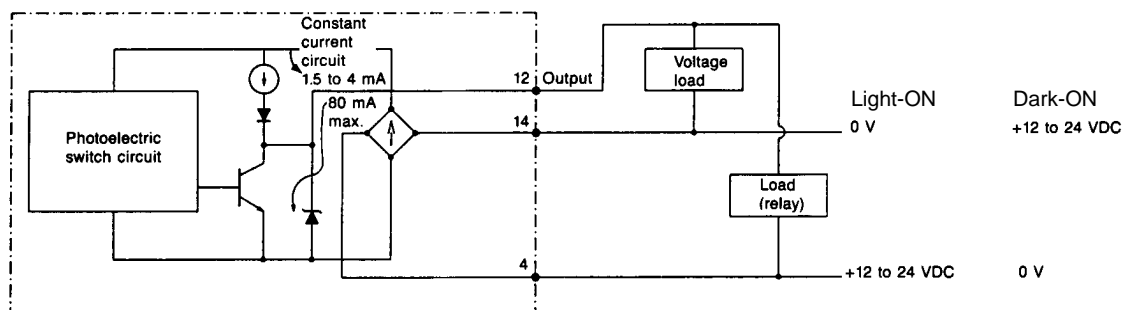 Constant
current
circuit
1.5 to 4 mA
80 mA
max.
Photoelectric
switch circuit
12
Output
14
4
Voltage
load
Load
(relay)
Light-ON
Dark-ON
0 V
+12 to 24 VDC
+12 to 24 VDC
0 V